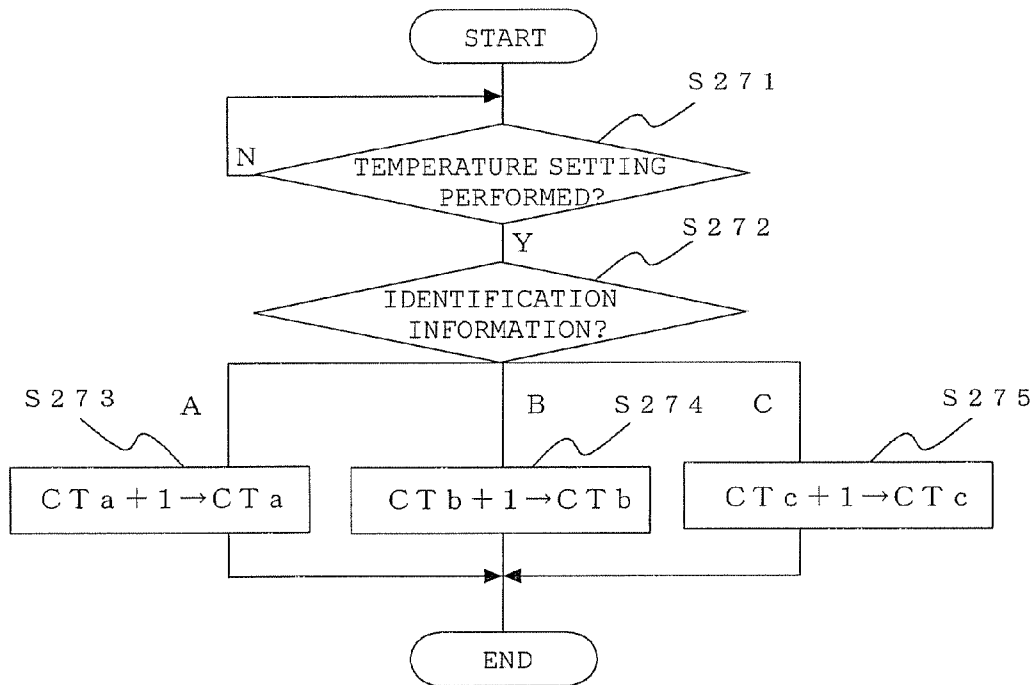 START
S271
N
TEMPERATURE SETTING
PERFORMED?
Y
S272
IDENTIFICATION
INFORMATION?
S273
A
B
S274
C
S275
CTa+1→CTa
CTb+1→CTb
CTc+1→CTc
END